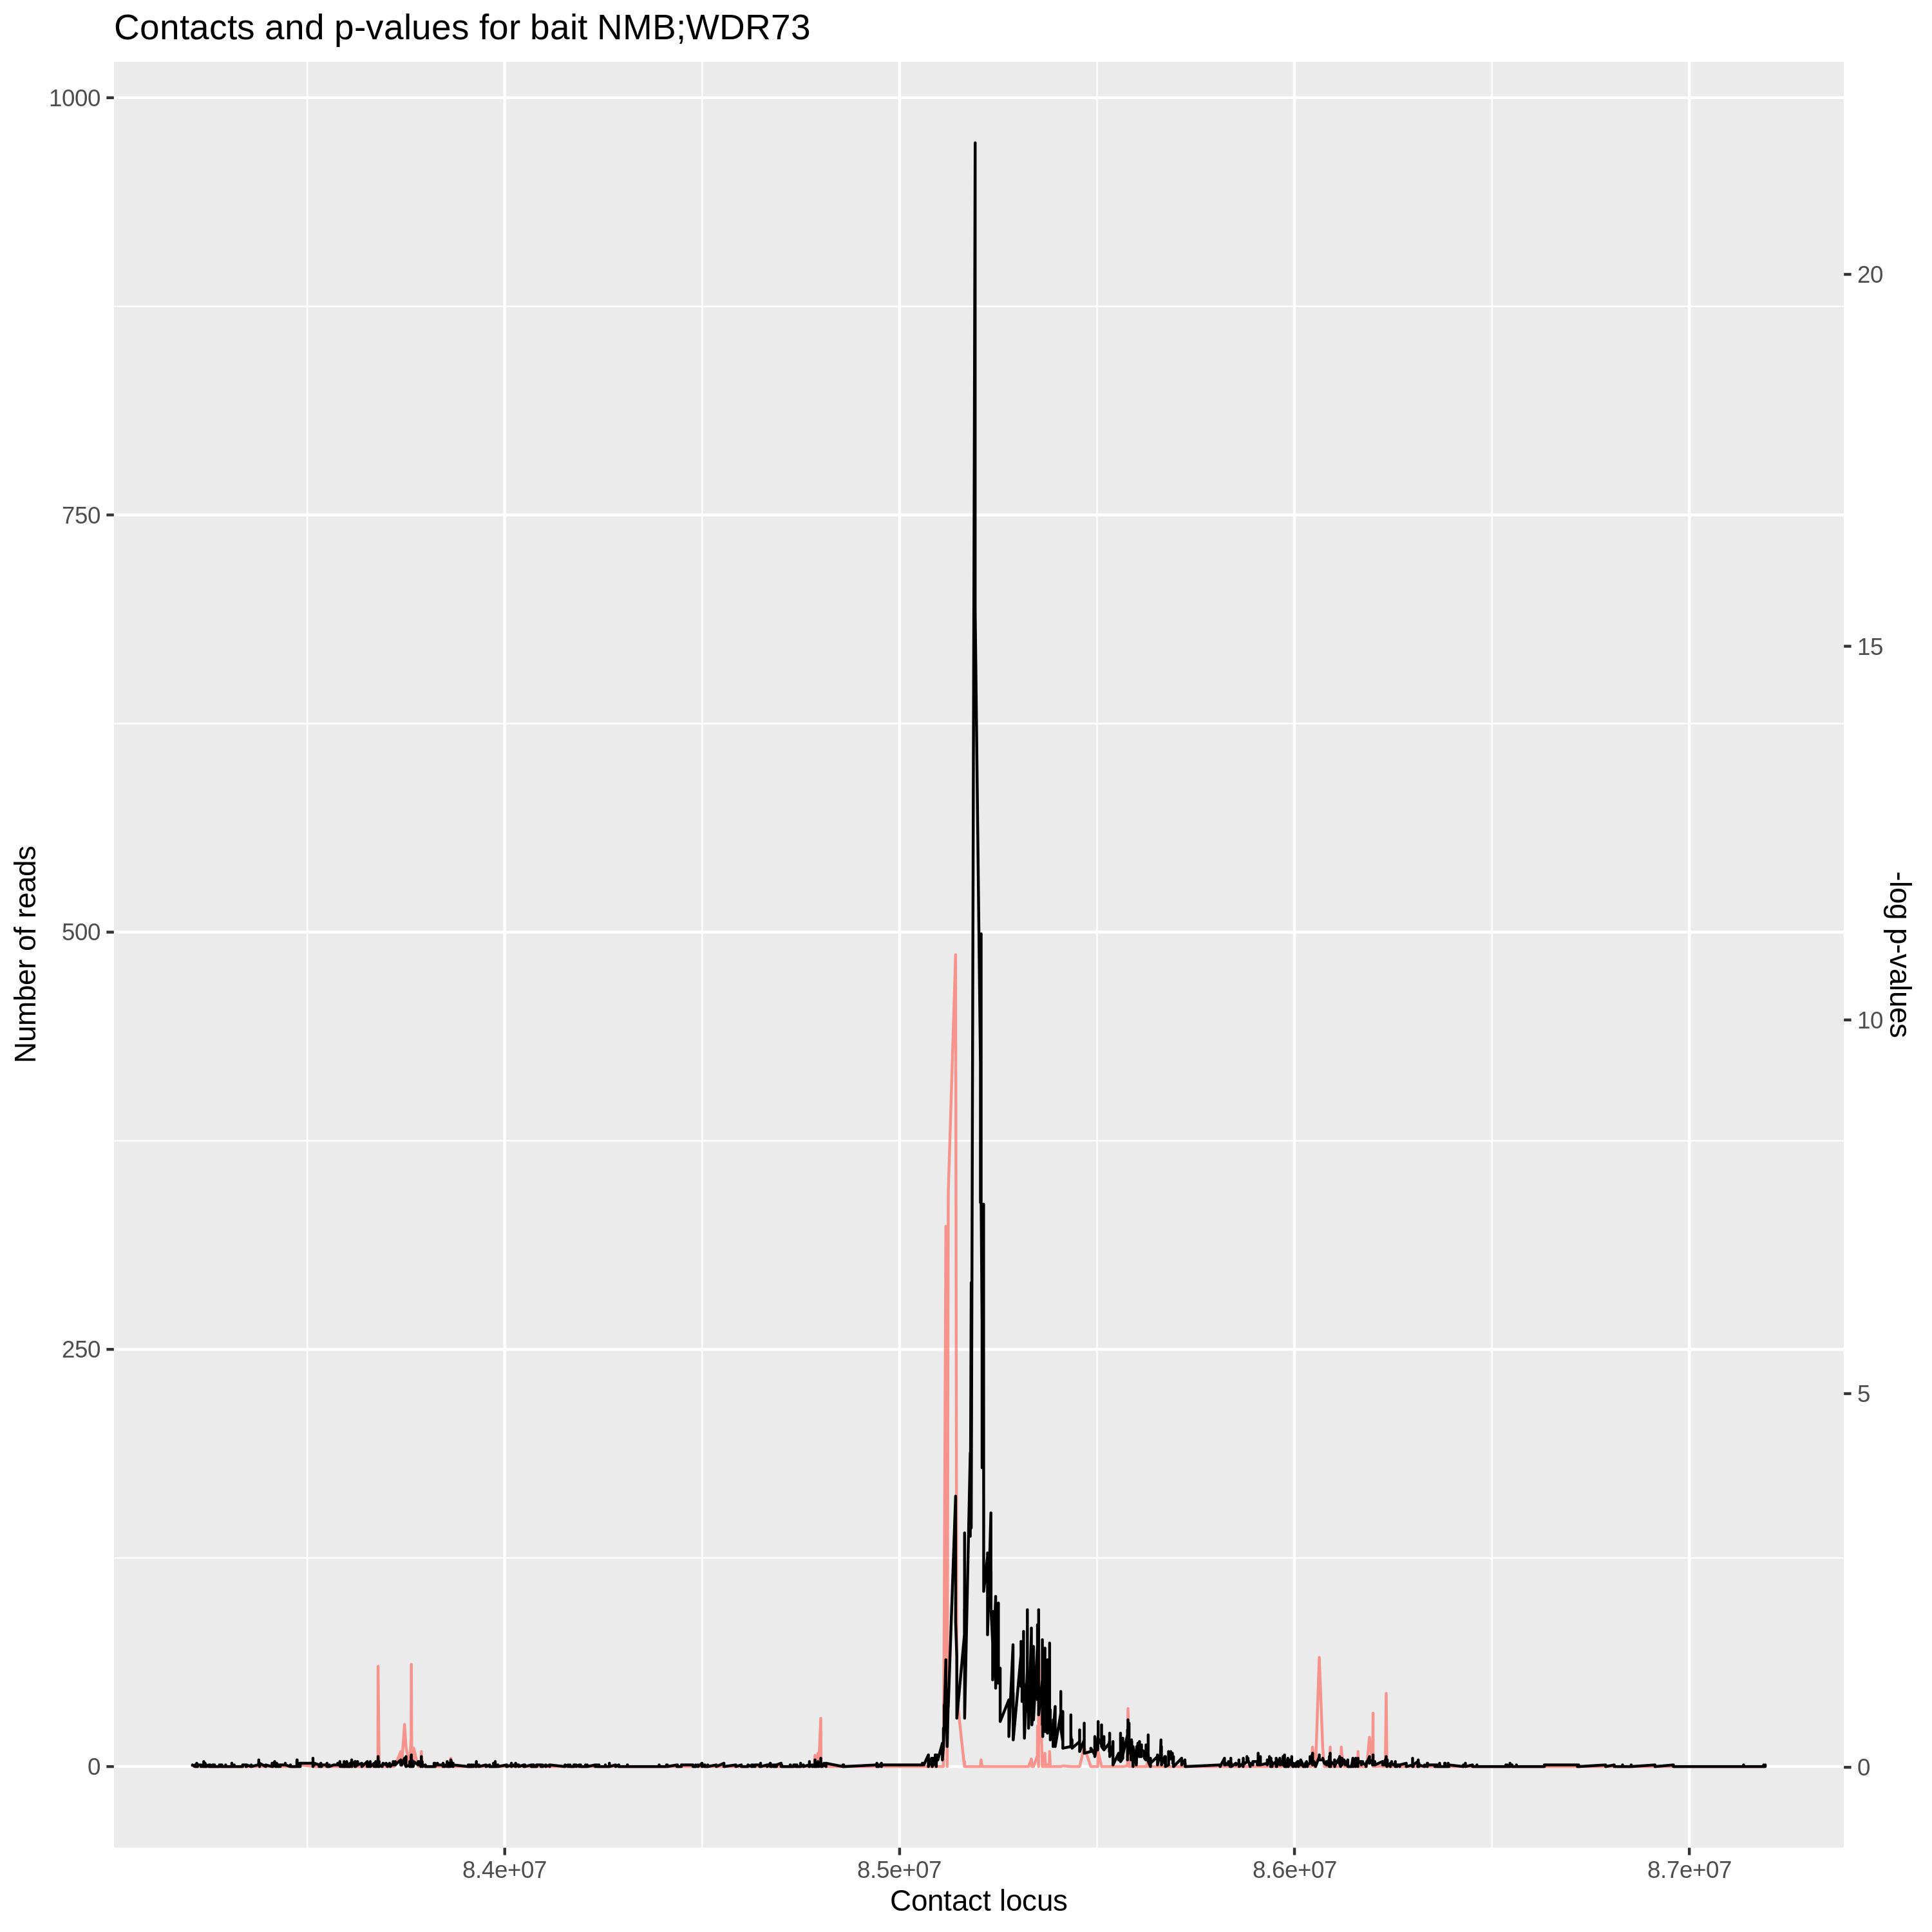 Contacts and p-values for bait NMB;WDR73
1000
750
500
250
0
Number of reads
20
15
10
5
0
-log p-values
8.4e+07
8.5e+07
8.6e+07
8.7e+07
Contact locus